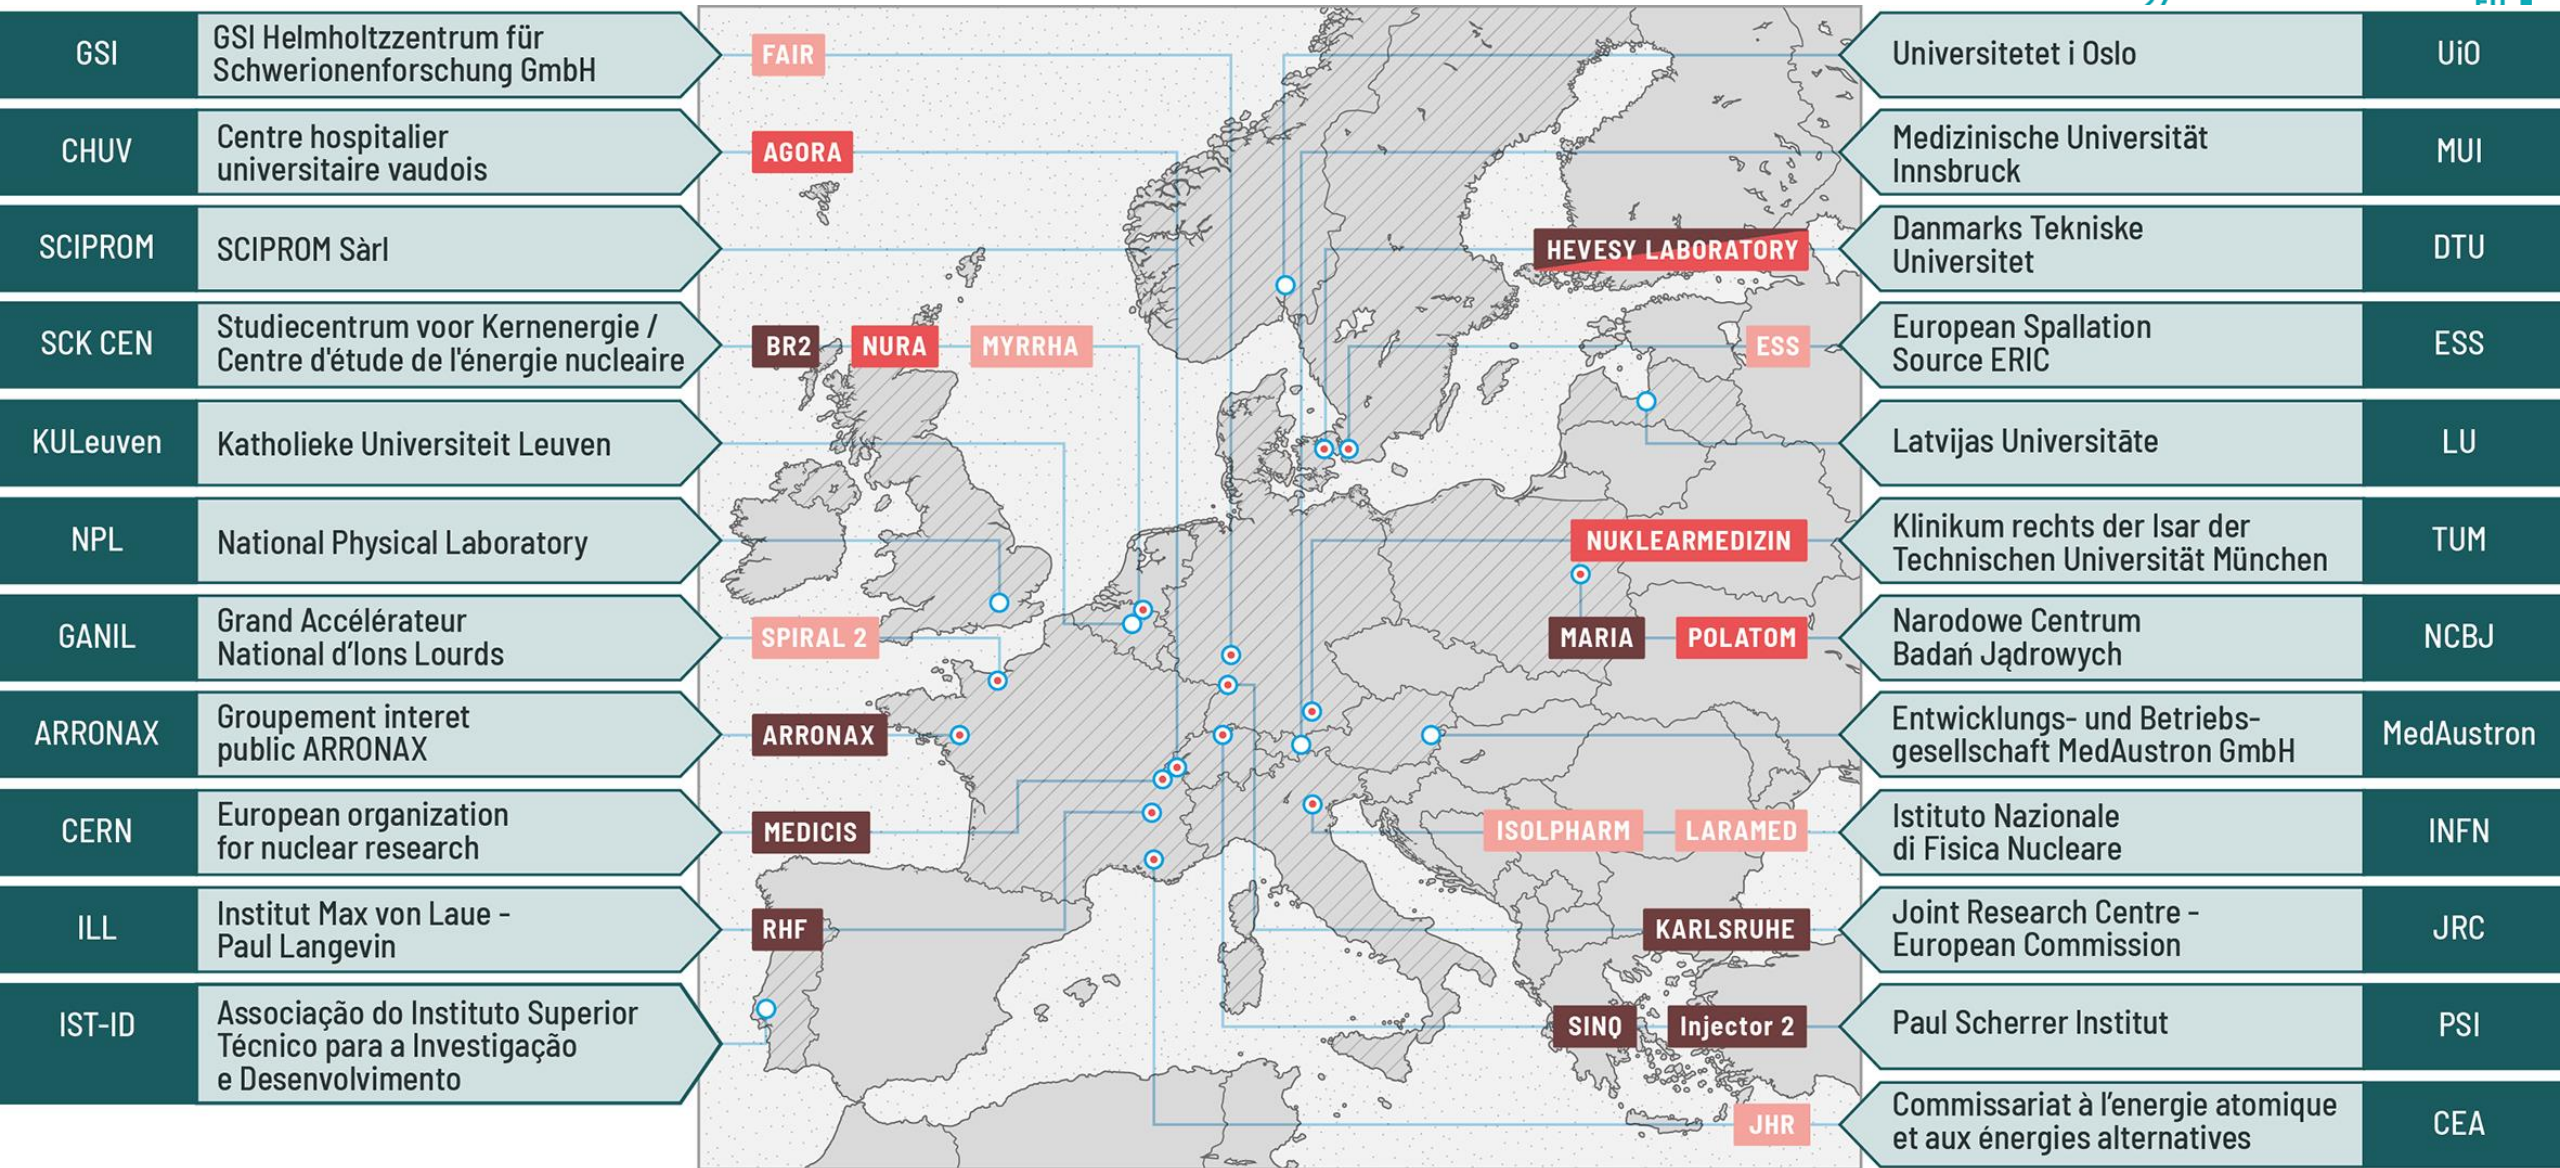 GSI
GSI Helmholtzzentrum für
Schwerionenforschung GmbH
FAIR
CHUV
Centre hospitalier
universitaire vaudois
AGORA
SCIPROM
SCIPROM Sàrl
SCK CEN
Studiecentrum voor Kernenergie /
Centre d'étude de l'énergie nucleaire
BR2
NURA
MYRRHA
KULeuven
Katholieke Universiteit Leuven
NPL
National Physical Laboratory
GANIL
Grand Accélérateur
National d'Ions Lourds
SPIRAL 2
ARRONAX
Groupement interet
public ARRONAX
ARRONAX
CERN
European organization
for nuclear research
MEDICIS
ILL
Institut Max von Laue -
Paul Langevin
RHF
IST-ID
Associação do Instituto Superior
Técnico para a Investigação
e Desenvolvimento
Universitetet i Oslo
UiO
Medizinische Universität
Innsbruck
MUI
HEVESY LABORATORY
Danmarks Tekniske
Universitet
DTU
ESS
European Spallation
Source ERIC
ESS
Latvijas Universitāte
LU
NUKLEARMEDIZIN
Klinikum rechts der Isar der
Technischen Universität München
TUM
MARIA
POLATOM
Narodowe Centrum
Badań Jądrowych
NCBJ
Entwicklungs- und Betriebs-
gesellschaft MedAustron GmbH
MedAustron
ISOLPHARM
LARAMED
Istituto Nazionale
di Fisica Nucleare
INFN
KARLSRUHE
Joint Research Centre -
European Commission
JRC
SINQ
Injector 2
Paul Scherrer Institut
PSI
JHR
Commissariat à l'energie atomique
et aux énergies alternatives
CEA